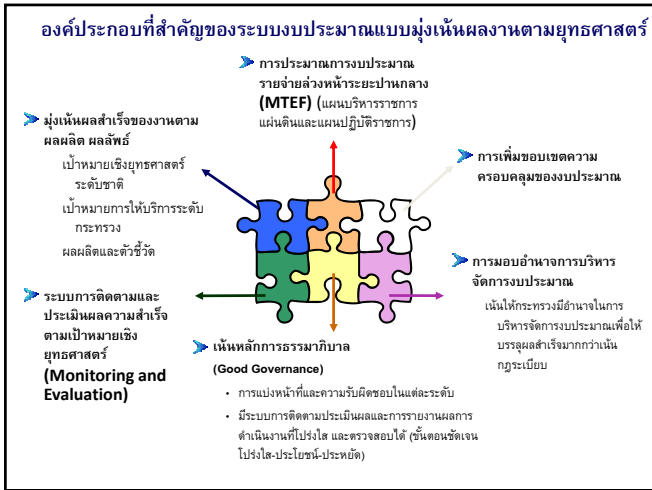 องค์ประกอบที่สำคัญของระบบงบประมาณแบบมุ่งเน้นผลงานตามยุทธศาสตร์
การประมาณการงบประมาณ
รายจ่ายล่วงหน้าระยะปานกลาง
(MTEF) (แผนบริหารราชการ
แผ่นดินและแผนปฏิบัติราชการ)
มุ่งเน้นผลสำเร็จของงานตาม
ผลผลิต ผลลัพธ์
เป้าหมายเชิงยุทธศาสตร์
ระดับชาติ
เป้าหมายการให้บริการระดับ
กระทรวง
ผลผลิตและตัวชี้วัด
การเพิ่มขอบเขตความ
ครอบคลุมของงบประมาณ
การมอบอำนาจการบริหาร
จัดการงบประมาณ
เน้นให้กระทรวงมีอำนาจในการ
บริหารจัดการงบประมาณเพื่อให้
บรรลุผลสำเร็จมากกว่าเน้น
กฎระเบียบ
ระบบการติดตามและ
ประเมินผลความสำเร็จ
ตามเป้าหมายเชิง
ยุทธศาสตร์
(Monitoring and
Evaluation)
เน้นหลักการธรรมาภิบาล
(Good Governance)
• การแบ่งหน้าที่และความรับผิดชอบในแต่ละระดับ
• มีระบบการติดตามประเมินผลและการรายงานผลการ
ดำเนินงานที่โปร่งใส และตรวจสอบได้ (ขั้นตอนชัดเจน
โปร่งใส-ประโยชน์-ประหยัด)